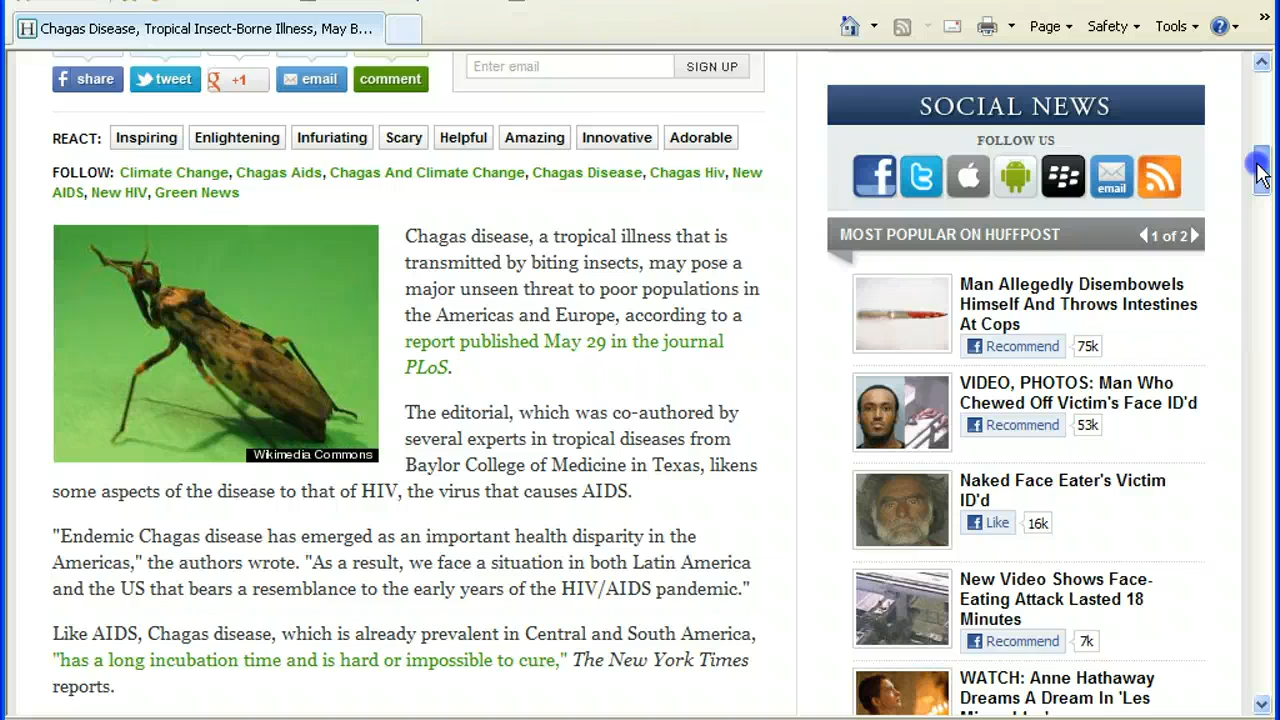 Chagas Disease, Tropical Insect-Borne Illness, May B...
Page
Safety
Tools
share
tweet
+1
email
comment
Enter email
SIGN UP
REACT:
Inspiring
Enlightening
Infuriating
Scary
Helpful
Amazing
Innovative
Adorable
FOLLOW: Climate Change, Chagas Aids, Chagas And Climate Change, Chagas Disease, Chagas Hiv, New
AIDS, New HIV, Green News
Wikimedia Commons
Chagas disease, a tropical illness that is
transmitted by biting insects, may pose a
major unseen threat to poor populations in
the Americas and Europe, according to a
report published May 29 in the journal
PLoS.
The editorial, which was co-authored by
several experts in tropical diseases from
Baylor College of Medicine in Texas, likens
some aspects of the disease to that of HIV, the virus that causes AIDS.
"Endemic Chagas disease has emerged as an important health disparity in the
Americas," the authors wrote. "As a result, we face a situation in both Latin America
and the US that bears a resemblance to the early years of the HIV/AIDS pandemic."
Like AIDS, Chagas disease, which is already prevalent in Central and South America,
"has a long incubation time and is hard or impossible to cure," The New York Times
reports.
SOCIAL NEWS
FOLLOW US
email
MOST POPULAR ON HUFFPOST
1 of 2
Man Allegedly Disembowels
Himself And Throws Intestines
At Cops
Recommend
75k
VIDEO, PHOTOS: Man Who
Chewed Off Victim's Face ID'd
Recommend
53k
Naked Face Eater's Victim
ID'd
Like
16k
New Video Shows Face-
Eating Attack Lasted 18
Minutes
Recommend
7k
WATCH: Anne Hathaway
Dreams A Dream In 'Les